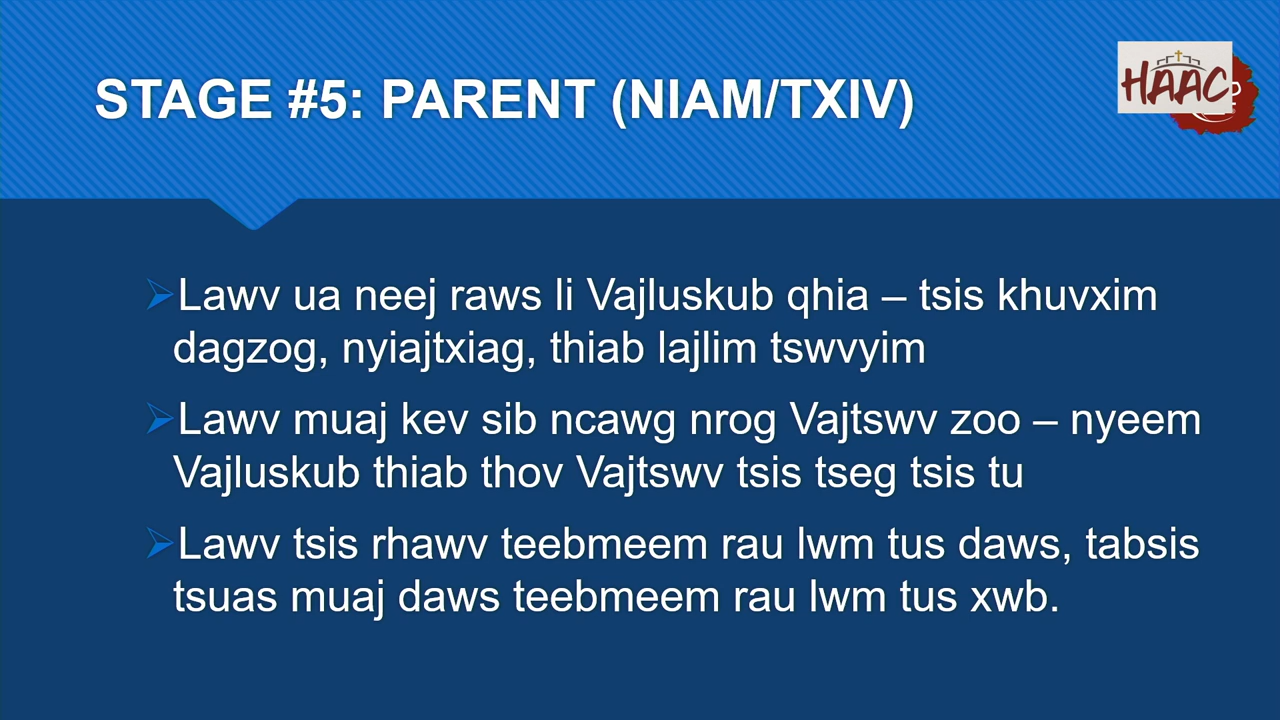 STAGE #5: PARENT (NIAM/TXIV)
HAAC
➢Lawv ua neej raws li Vajluskub qhia – tsis khuvxim
dagzog, nyiajtxiag, thiab lajlim tswvyim
➢Lawv muaj kev sib ncawg nrog Vajtswv zoo – nyeem
Vajluskub thiab thov Vajtswv tsis tseg tsis tu
➢Lawv tsis rhawv teebmeem rau lwm tus daws, tabsis
tsuas muaj daws teebmeem rau lwm tus xwb.